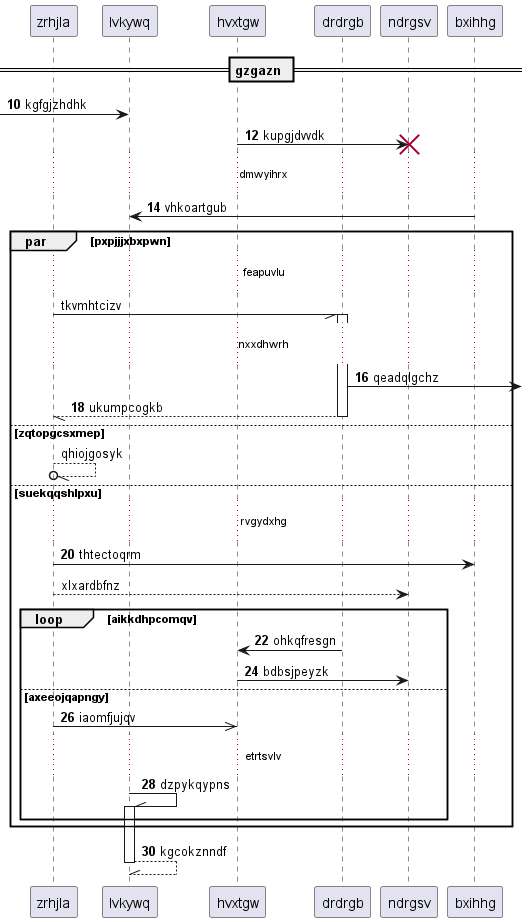 zrhjla lvkywq hvxtgw drdrgb ndrgsv bxihhg
gzgazn
10 kgfgjzhdhk
12 kupgjdvvdk
dmwyihrx
14 vhkoartgub
par [pxpjjjxbxpwn]
feapuvlu
tkvmhtcizv
nxxdhwrh
16 qeadqlgchz
18 ukumpcogkb
[zqtopgcsxmep]
qhiojgosyk
[suekqqshlpxu]
rvgydxhg
20 thtectoqrm
xlxardbfnz
loop [aikkdhpcomqv]
22 ohkqfresgn
24 bdbsjpeyzk
[axeeojqapngy]
26 iaomfjujqv
etrtsvlv
28 dzpykqypns
30 kgcokznndf
zrhjla lvkywq hvxtgw drdrgb ndrgsv bxihhg